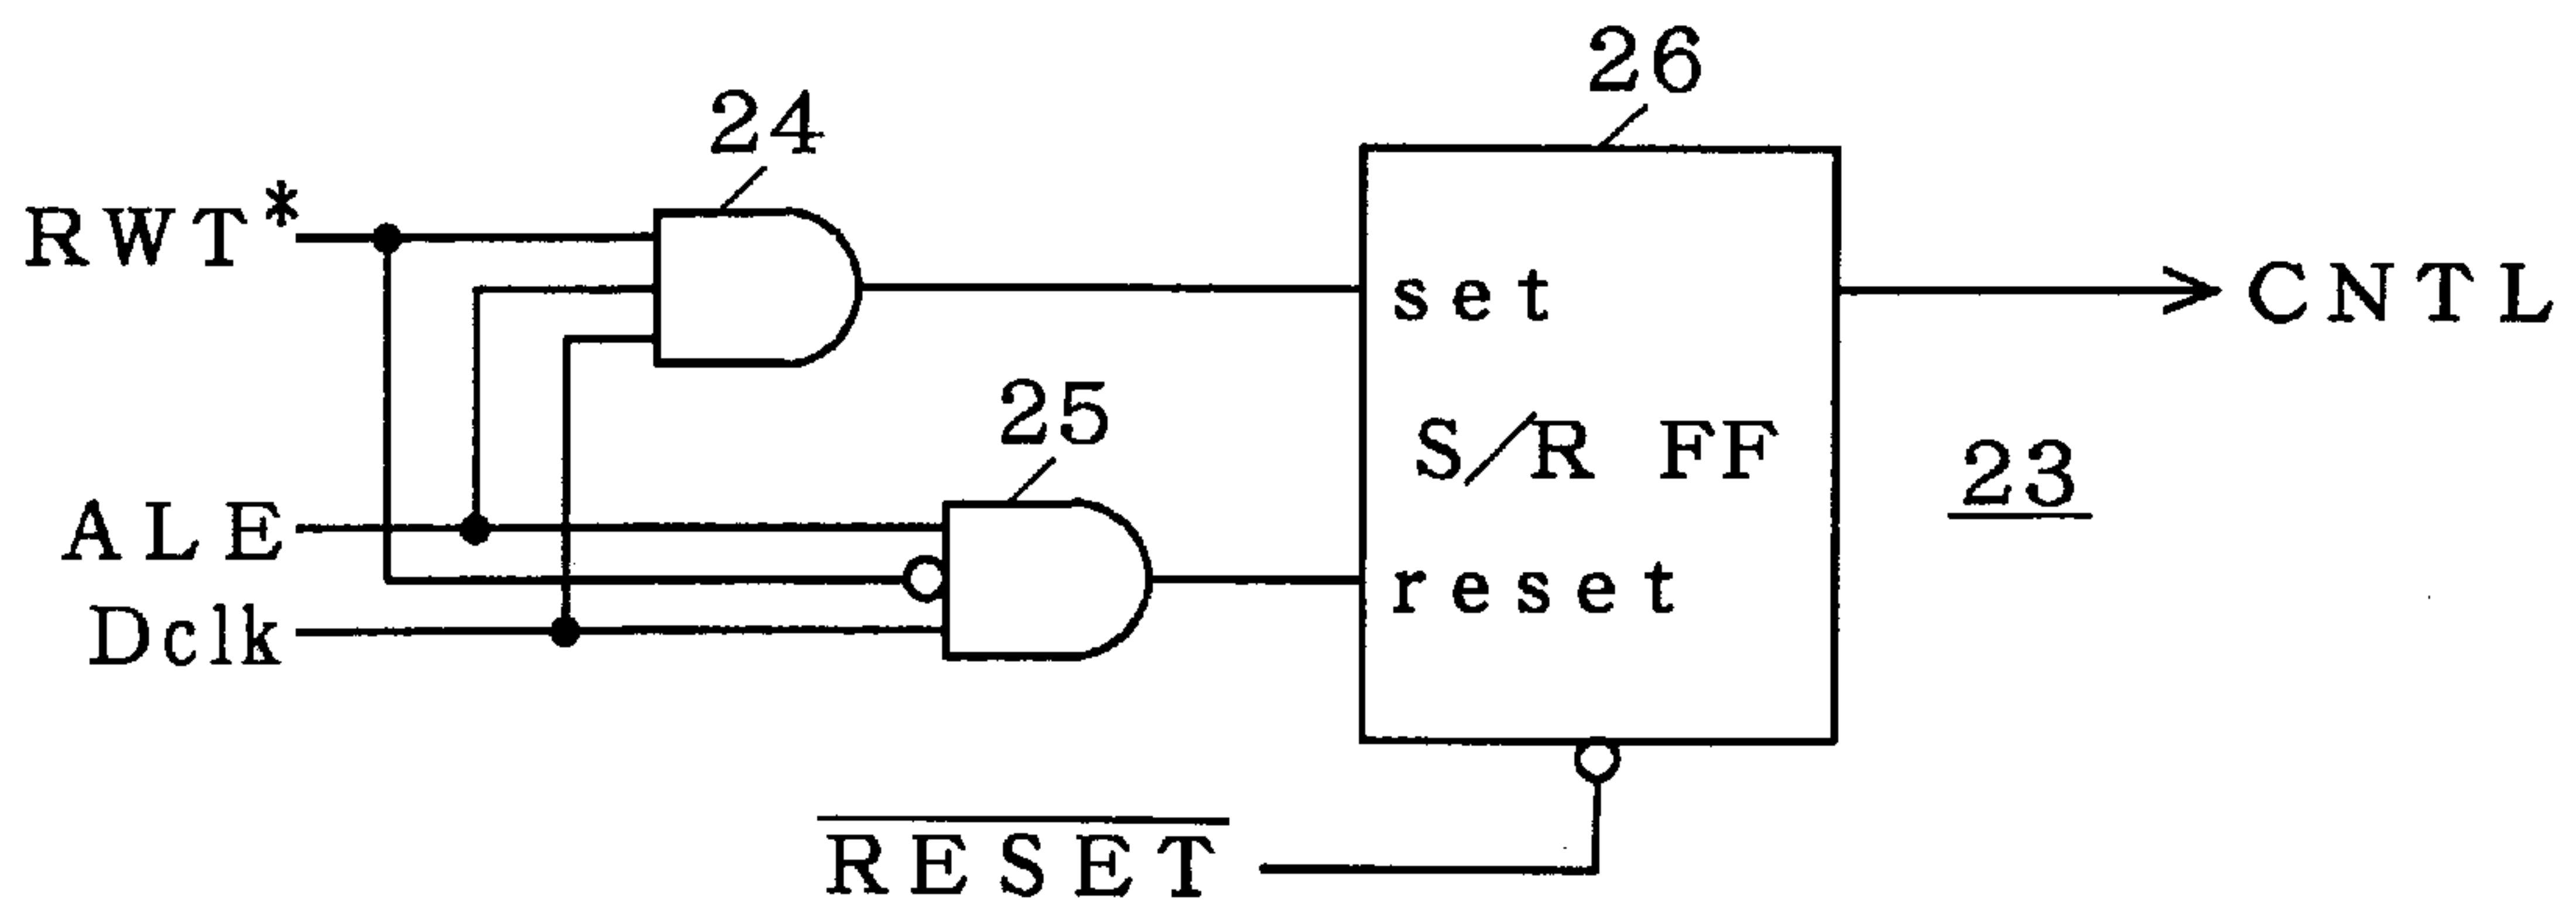 26
24
RWT*
set
CNTL
25
S/R FF
23
ALE
reset
Dclk
RESET